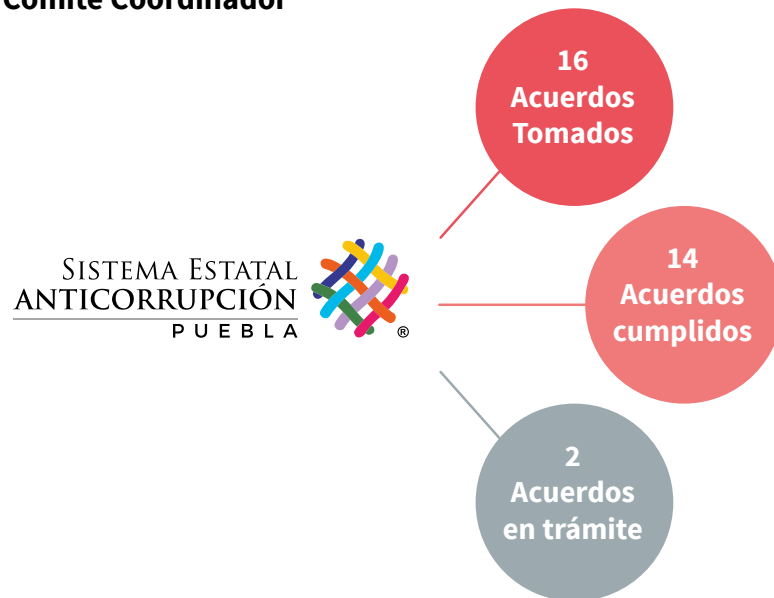 Comité Coordinador
16
Acuerdos
Tomados
SISTEMA ESTATAL
ANTICORRUPCIÓN
PUEBLA
®
14
Acuerdos
cumplidos
2
Acuerdos
en trámite